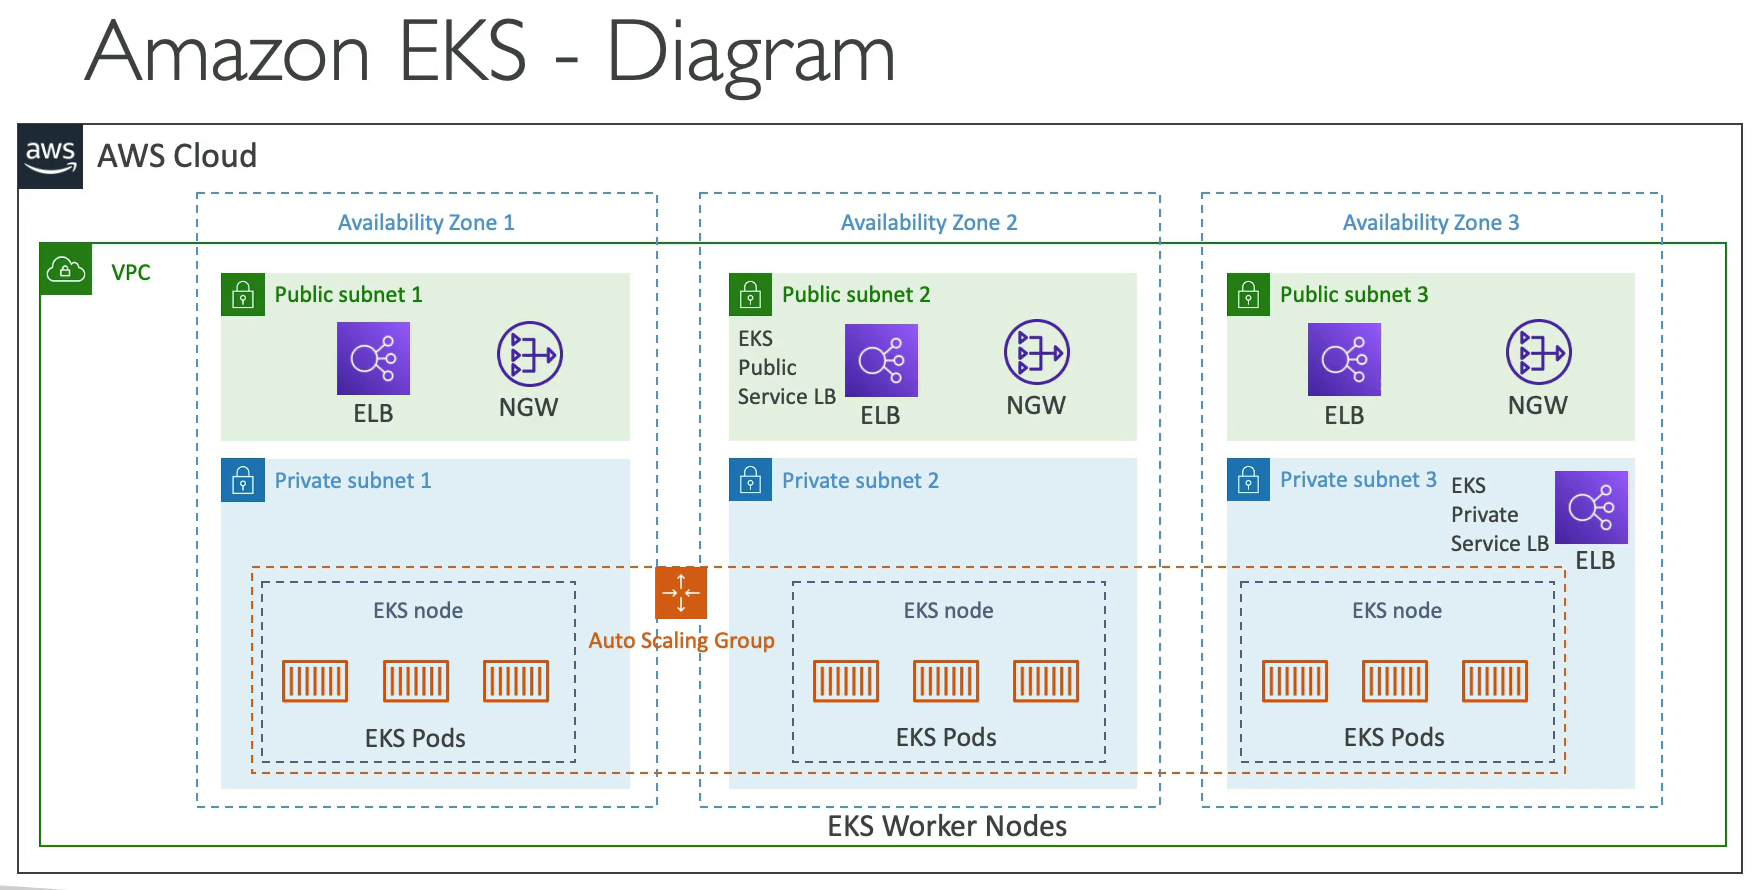 Amazon EKS - Diagram
aws
AWS Cloud
Availability Zone 1
Availability Zone 2
Availability Zone 3
VPC
Public subnet 1
ELB
NGW
Public subnet 2
EKS
Public
Service LB
ELB
NGW
Public subnet 3
ELB
NGW
Private subnet 1
Private subnet 2
Private subnet 3
EKS
Private
Service LB
ELB
Auto Scaling Group
EKS node
EKS Pods
EKS node
EKS Pods
EKS node
EKS Pods
EKS Worker Nodes